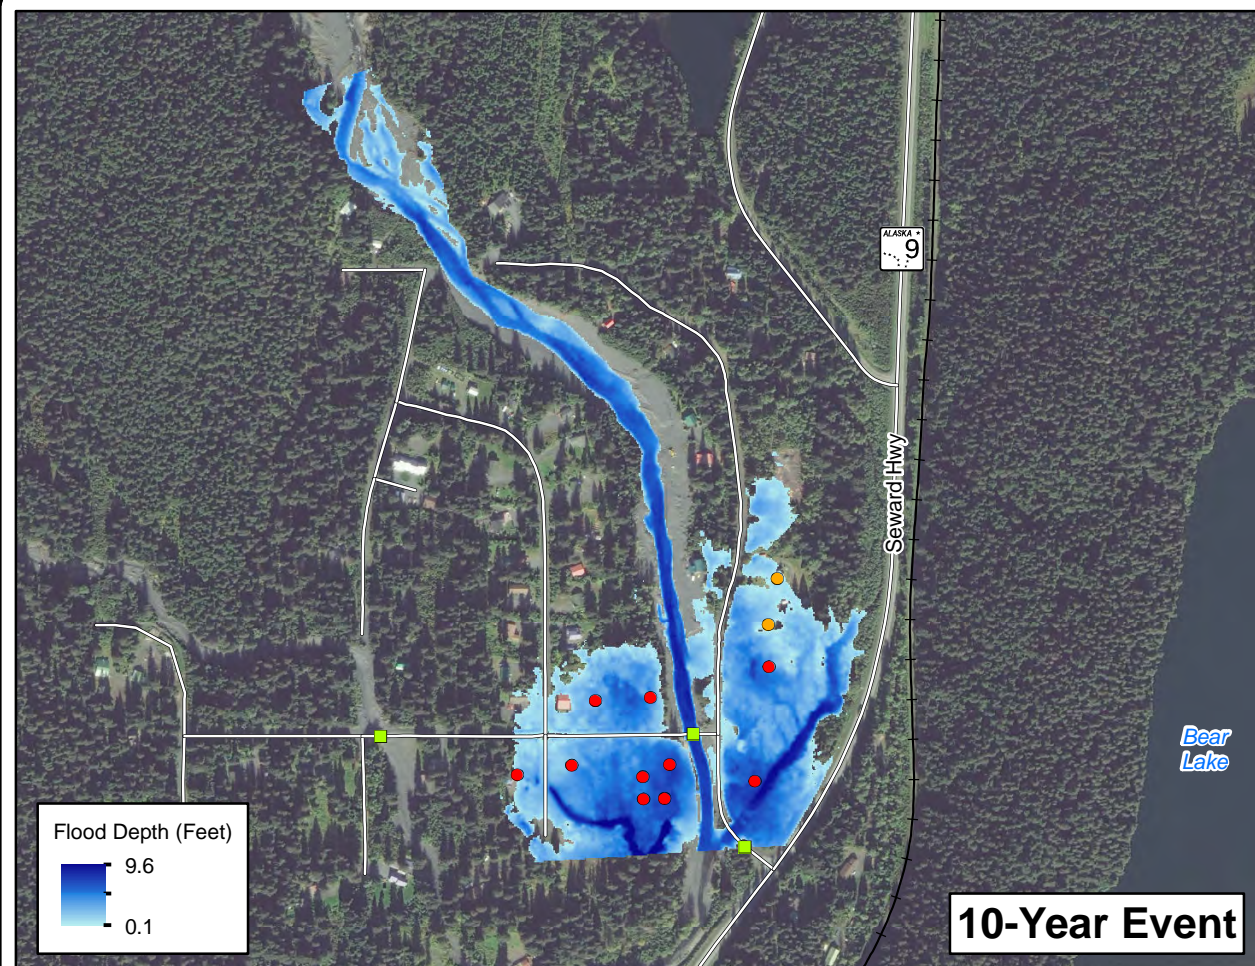 ALASKA
9
Seward Hwy
Bear
Lake
Flood Depth (Feet)
9.6
0.1
10-Year Event